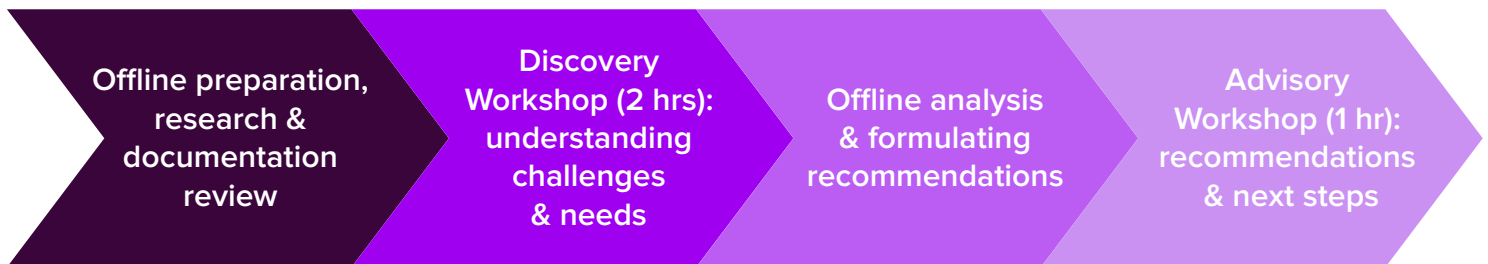 Offline preparation,
research &
documentation
review
Discovery
Workshop (2 hrs):
understanding
challenges
& needs
Offline analysis
& formulating
recommendations
Advisory
Workshop (1 hr):
recommendations
& next steps